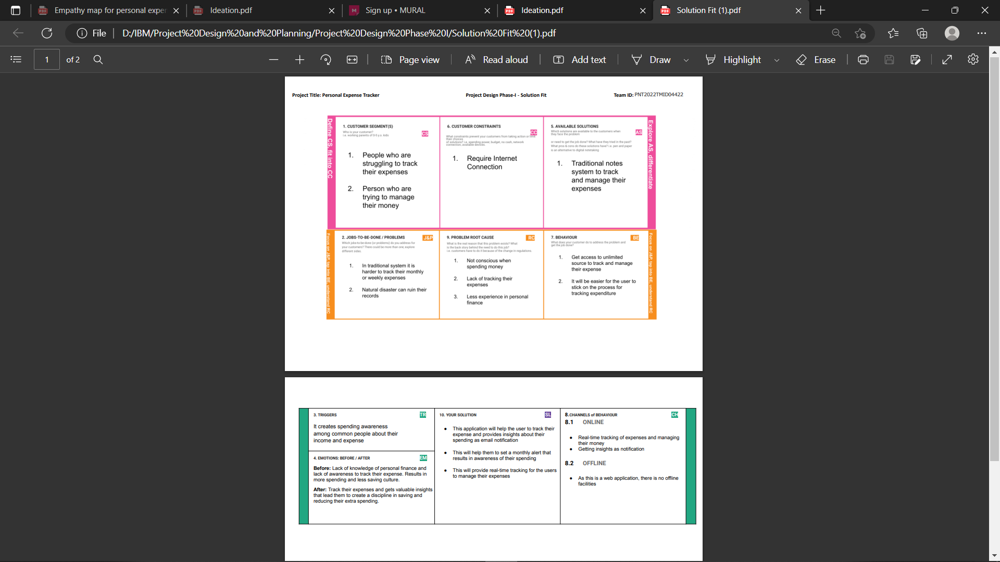 Empathy map for personal exper
Ideation.pdf
Sign up • MURAL
Ideation.pdf
Solution Fit (1).pdf
File
D:/IBM/Project%20Design%20and%20Planning/Project%20Design%20Phase%20I/Solution%20Fit%20(1).pdf
1
of 2
Page view
Read aloud
Add text
Draw
Highlight
Erase
Project Title: Personal Expense Tracker
Project Design Phase-I - Solution Fit
Team ID: PNT2022TMID04422
Define CS, fit into CC
1. CUSTOMER SEGMENT(S)
CS
Who is your customer?
i.e. working parents of 0-5 y.o. kids
1. People who are
struggling to track
their expenses
2. Person who are
trying to manage
their money
6. CUSTOMER CONSTRAINTS
CC
What constraints prevent your customers from taking action or limit
their choices
of solutions? i.e. spending power, budget, no cash, network
connection, available devices.
1. Require Internet
Connection
5. AVAILABLE SOLUTIONS
AS
Which solutions are available to the customers when
they face the problem
or need to get the job done? What have they tried in the past?
What pros & cons do these solutions have? i.e. pen and paper
is an alternative to digital notetaking
1. Traditional notes
system to track
and manage their
expenses
Explore AS, differentiate
Focus on J&P, tap into BE, understand RC
2. JOBS-TO-BE-DONE / PROBLEMS
J&P
Which jobs-to-be-done (or problems) do you address for
your customers? There could be more than one; explore
different sides.
1. In traditional system it is
harder to track their monthly
or weekly expenses
2. Natural disaster can ruin their
records
9. PROBLEM ROOT CAUSE
RC
What is the real reason that this problem exists? What
is the back story behind the need to do this job?
i.e. customers have to do it because of the change in regulations.
1. Not conscious when
spending money
2. Lack of tracking their
expenses
3. Less experience in personal
finance
7. BEHAVIOUR
BE
What does your customer do to address the problem and
get the job done?
1. Get access to unlimited
source to track and manage
their expense
2. It will be easier for the user to
stick on the process for
tracking expenditure
Focus on J&P, tap into BE, understand RC
3. TRIGGERS
TR
It creates spending awareness
among common people about their
income and expense
4. EMOTIONS: BEFORE / AFTER
EM
Before: Lack of knowledge of personal finance and
lack of awareness to track their expense. Results in
more spending and less saving culture.
After: Track their expenses and gets valuable insights
that lead them to create a discipline in saving and
reducing their extra spending.
10. YOUR SOLUTION
SL
• This application will help the user to track their
expense and provides insights about their
spending as email notification
• This will help them to set a monthly alert that
results in awareness of their spending
• This will provide real-time tracking for the users
to manage their expenses
8.CHANNELS of BEHAVIOUR
CH
8.1 ONLINE
• Real-time tracking of expenses and managing
their money
• Getting insights as notification
8.2 OFFLINE
• As this is a web application, there is no offline
facilities